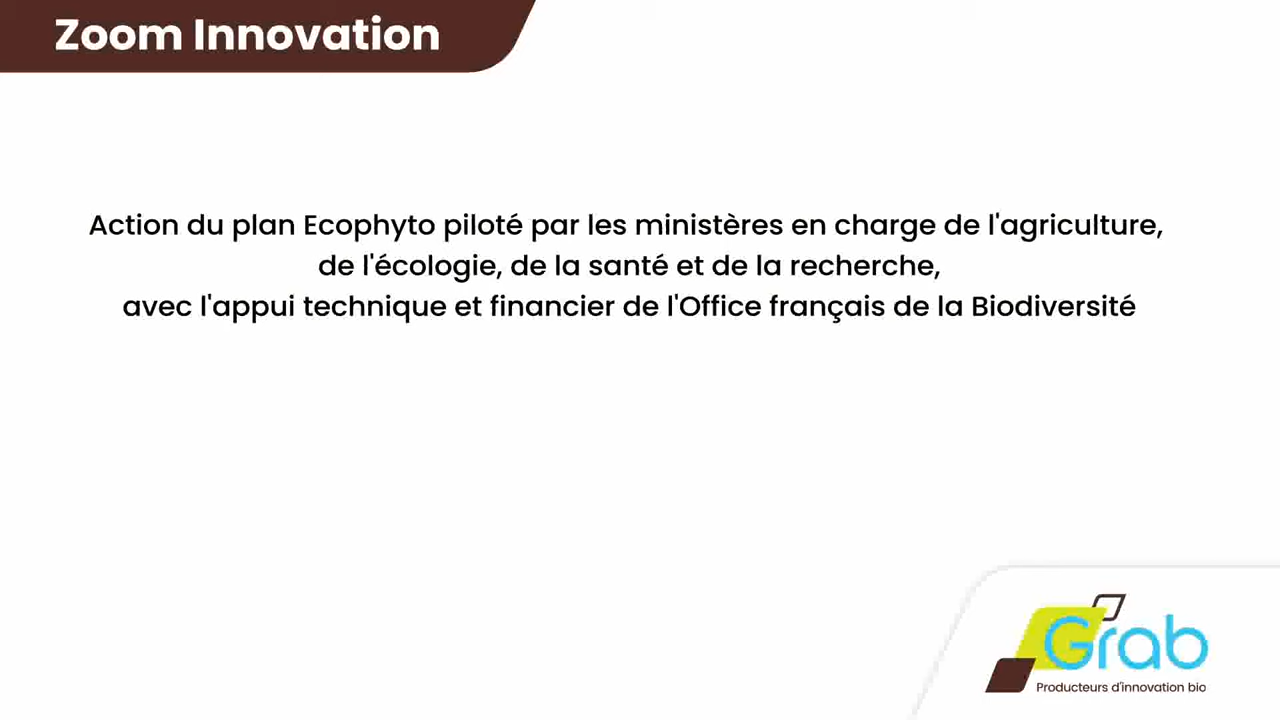 Zoom Innovation
Action du plan Ecophyto piloté par les ministères en charge de l'agriculture,
de l'écologie, de la santé et de la recherche,
avec l'appui technique et financier de l'Office français de la Biodiversité
Grab
Producteurs d'innovation bio